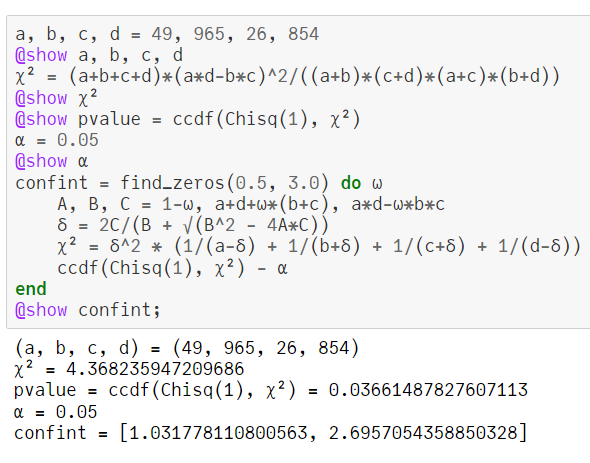 a, b, c, d = 49, 965, 26, 854
@show a, b, c, d
χ² = (a+b+c+d)*(a*d-b*c)^2/((a+b)*(c+d)*(a+c)*(b+d))
@show χ²
@show pvalue = ccdf(Chisq(1), χ²)
α = 0.05
@show α
confint = find_zeros(0.5, 3.0) do ω
    A, B, C = 1-ω, a+d+ω*(b+c), a*d-ω*b*c
    δ = 2C/(B + √(B^2 - 4A*C))
    χ² = δ^2 * (1/(a-δ) + 1/(b+δ) + 1/(c+δ) + 1/(d-δ))
    ccdf(Chisq(1), χ²) - α
end
@show confint;
(a, b, c, d) = (49, 965, 26, 854)
χ² = 4.368235947209686
pvalue = ccdf(Chisq(1), χ²) = 0.03661487827607113
α = 0.05
confint = [1.031778110800563, 2.6957054358850328]